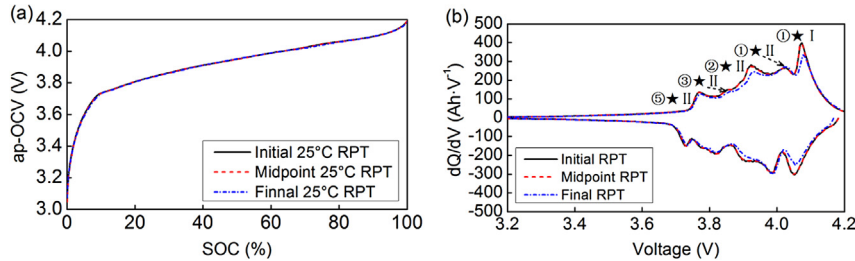 (a)
ap-OCV (V)
4.2
4.0
3.8
3.6
3.4
3.2
3.0
Initial 25°C RPT
Midpoint 25°C RPT
Finnal 25°C RPT
0 20 40 60 80 100
SOC (%)
(b)
dQ/dV (Ah·V⁻¹)
500
400
300
200
100
0
-100
-200
-300
-400
-500
①★ I
①★ II
②★ II
③★ II
⑤★ II
Initial RPT
Midpoint RPT
Final RPT
3.2 3.4 3.6 3.8 4.0 4.2
Voltage (V)